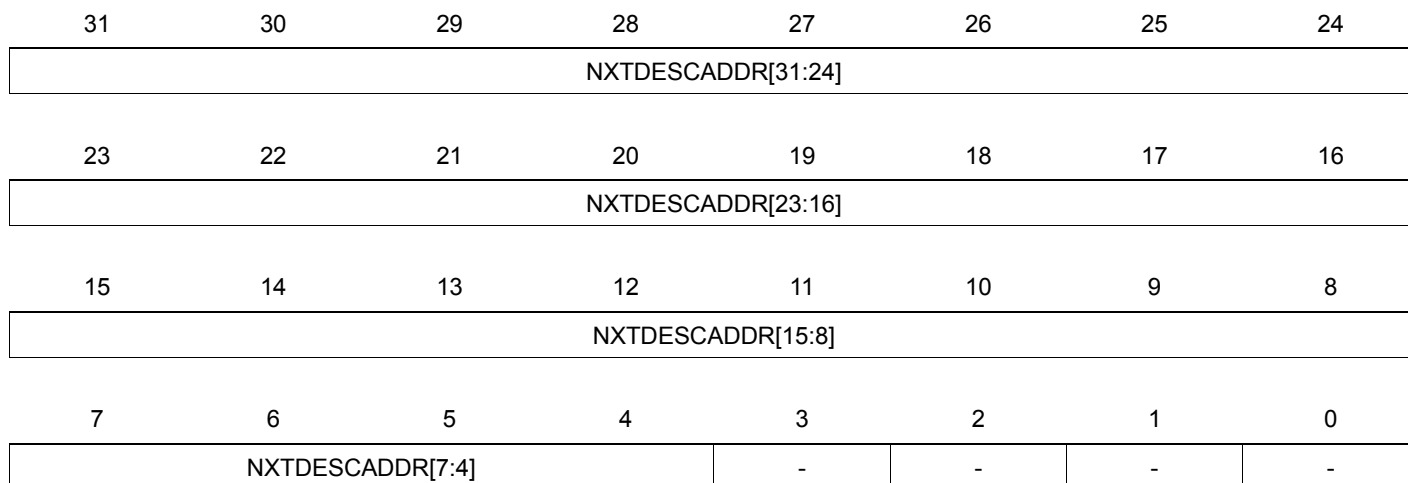 31 30 29 28 27 26 25 24
NXTDESCADDR[31:24]
23 22 21 20 19 18 17 16
NXTDESCADDR[23:16]
15 14 13 12 11 10 9 8
NXTDESCADDR[15:8]
7 6 5 4 3 2 1 0
NXTDESCADDR[7:4] - - - -